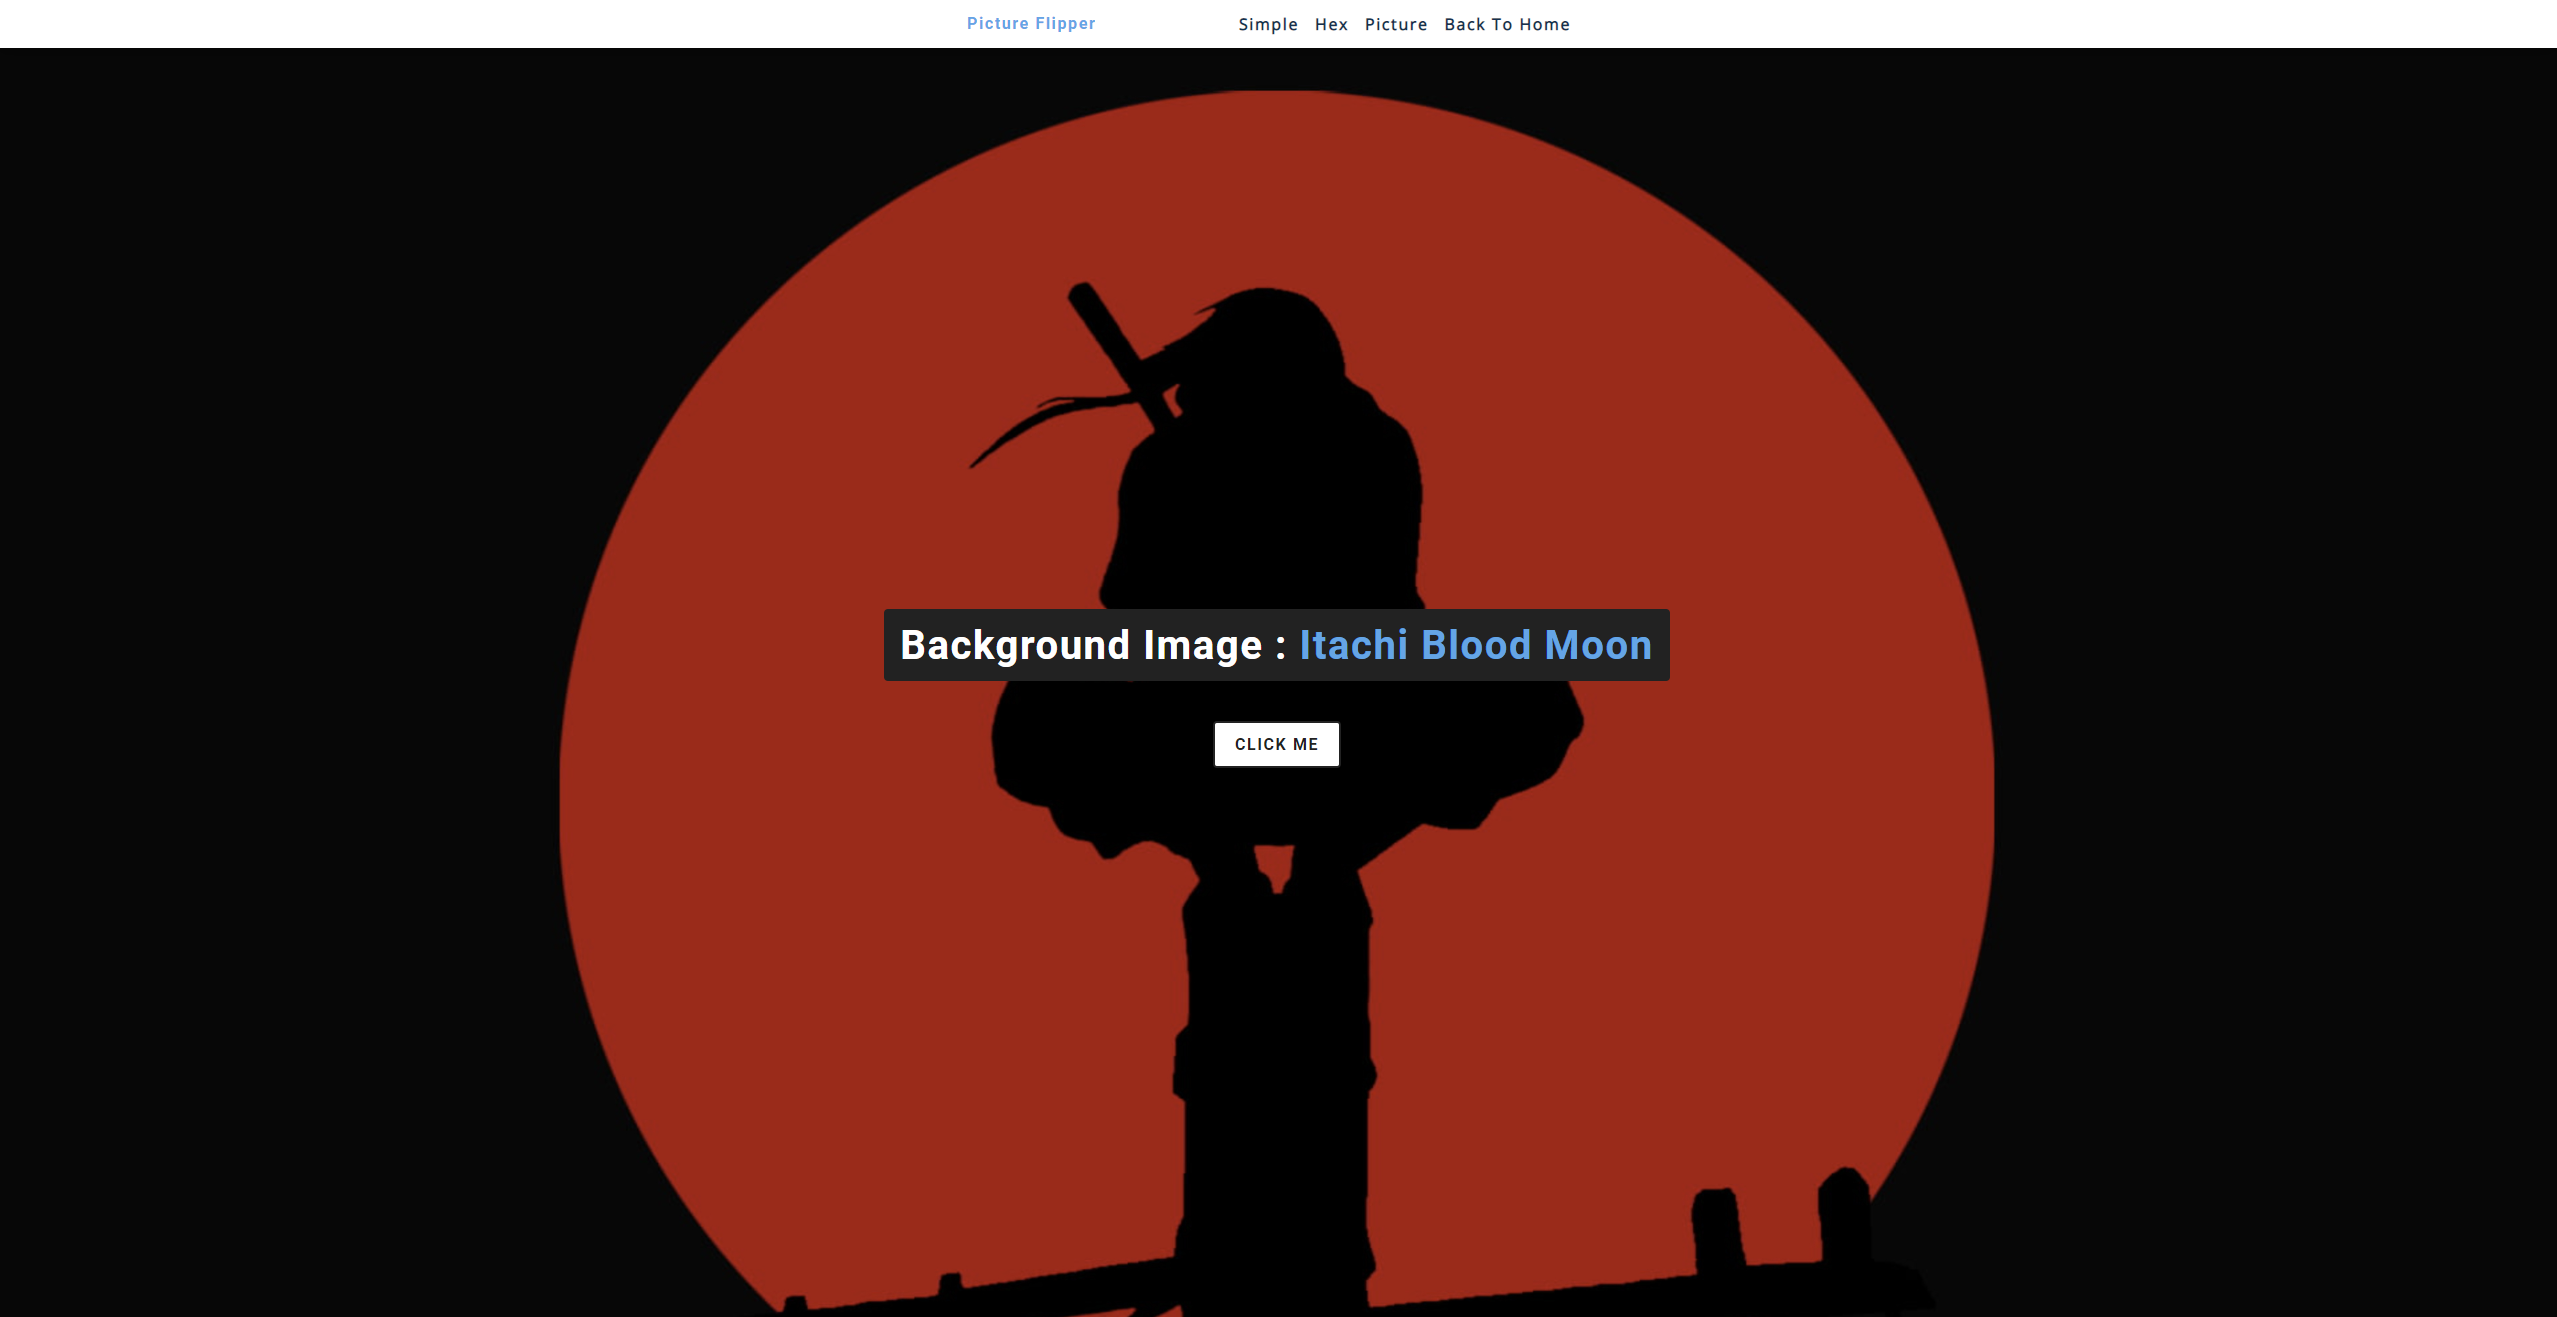 Picture Flipper Simple Hex Picture Back To Home
Background Image : Itachi Blood Moon
CLICK ME